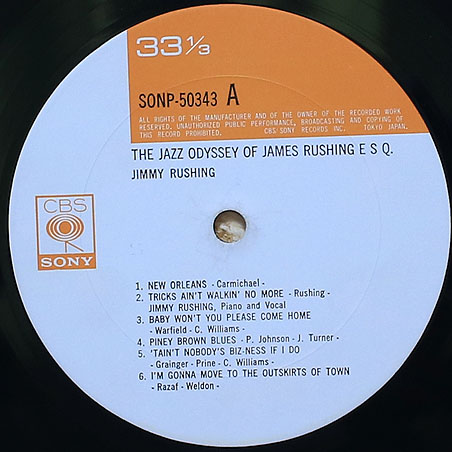 33 1/3
SONP-50343 A
ALL RIGHTS OF THE MANUFACTURER AND OF THE OWNER OF THE RECORDED WORK
RESERVED. UNAUTHORIZED PUBLIC PERFORMANCE, BROADCASTING AND COPYING OF
THIS RECORD PROHIBITED. CBS/SONY RECORDS INC. TOKYO, JAPAN.
THE JAZZ ODYSSEY OF JAMES RUSHING E S Q.
JIMMY RUSHING
CBS
SONY
1. NEW ORLEANS - Carmichael -
2. TRICKS AIN'T WALKIN' NO MORE - Rushing -
JIMMY RUSHING, Piano and Vocal
3. BABY WON'T YOU PLEASE COME HOME
- Warfield - C. Williams -
4. PINEY BROWN BLUES - P. Johnson - J. Turner -
5. 'TAIN'T NOBODY'S BIZ-NESS IF I DO
- Grainger - Prine - C. Williams -
6. I'M GONNA MOVE TO THE OUTSKIRTS OF TOWN
- Razaf - Weldon -